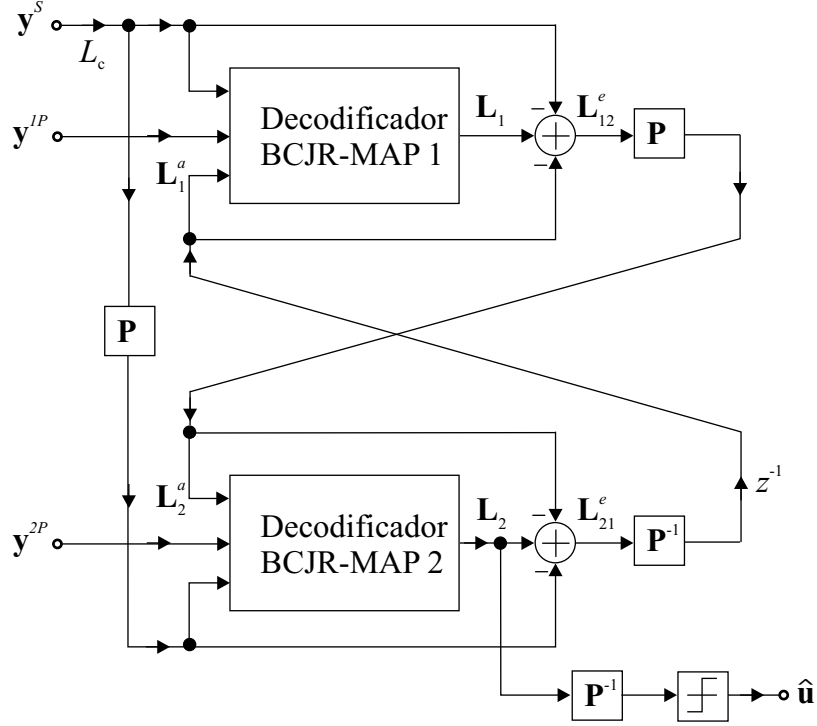 y^S
L_c
y^1P
Decodificador
BCJR-MAP 1
L_1
L^e_12
P
L^a_1
P
z^-1
L^a_2
y^2P
Decodificador
BCJR-MAP 2
L_2
L^e_21
P^-1
P^-1
û